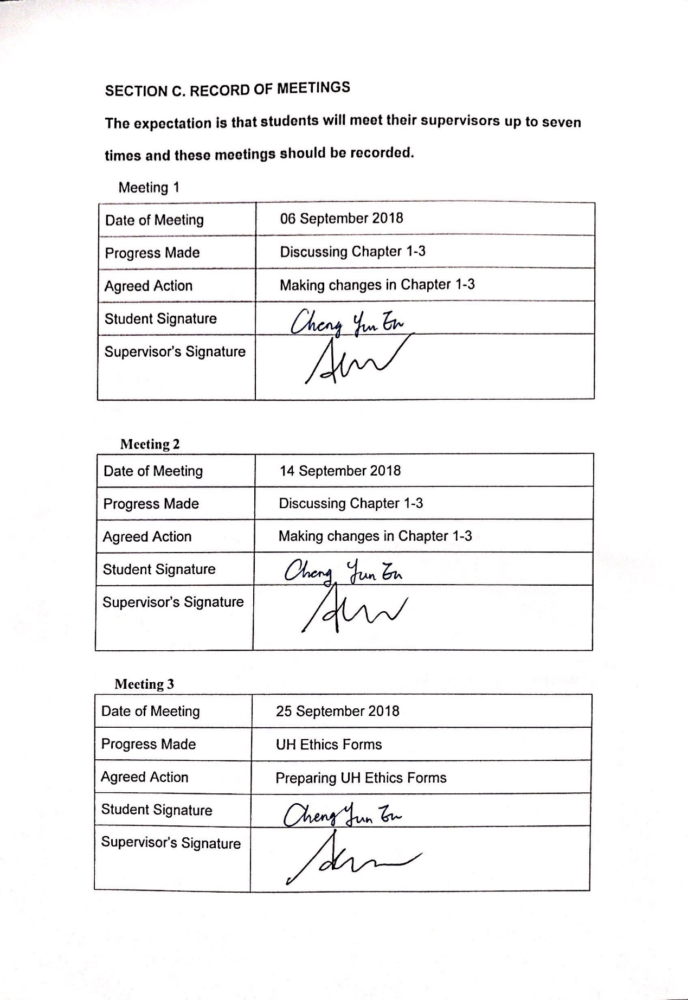 SECTION C. RECORD OF MEETINGS
The expectation is that students will meet their supervisors up to seven
times and these meetings should be recorded.
Meeting 1
Date of Meeting 06 September 2018
Progress Made Discussing Chapter 1-3
Agreed Action Making changes in Chapter 1-3
Student Signature Cheng Yun En
Supervisor's Signature
Meeting 2
Date of Meeting 14 September 2018
Progress Made Discussing Chapter 1-3
Agreed Action Making changes in Chapter 1-3
Student Signature Cheng Yun En
Supervisor's Signature
Meeting 3
Date of Meeting 25 September 2018
Progress Made UH Ethics Forms
Agreed Action Preparing UH Ethics Forms
Student Signature Cheng Yun En
Supervisor's Signature